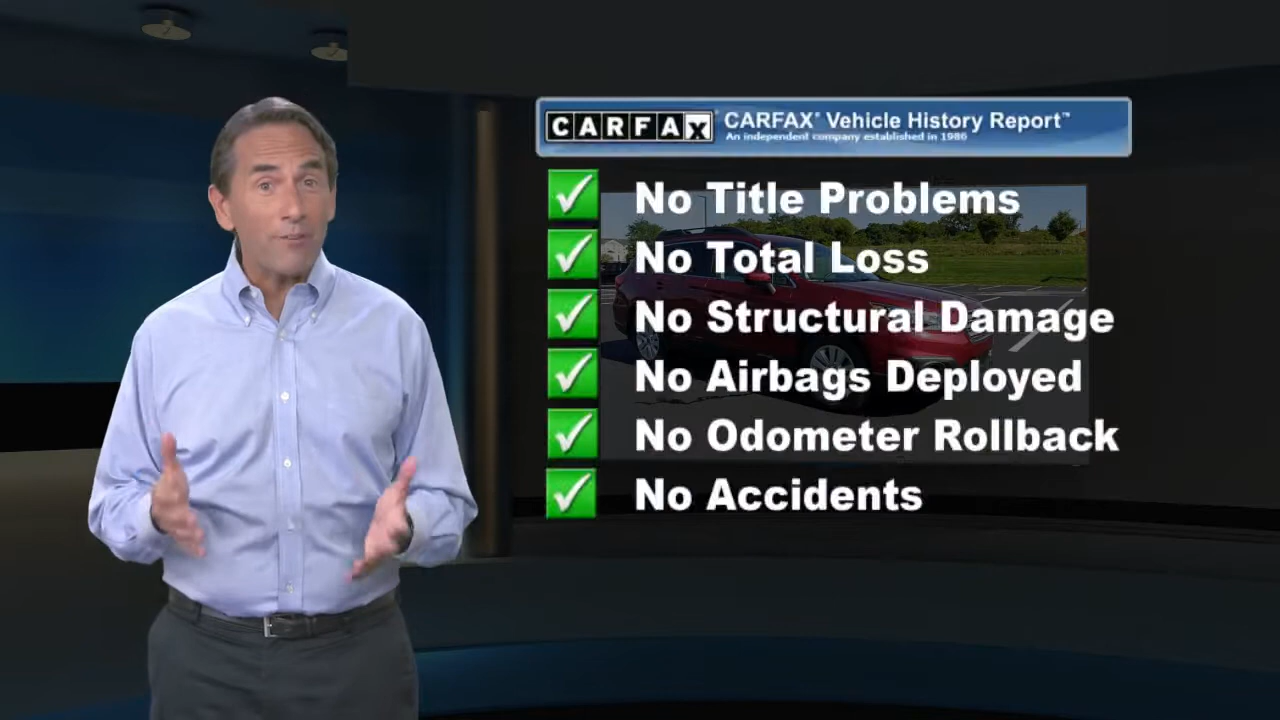 CARFAX® CARFAX® Vehicle History Report™
An independent company established in 1986
No Title Problems
No Total Loss
No Structural Damage
No Airbags Deployed
No Odometer Rollback
No Accidents